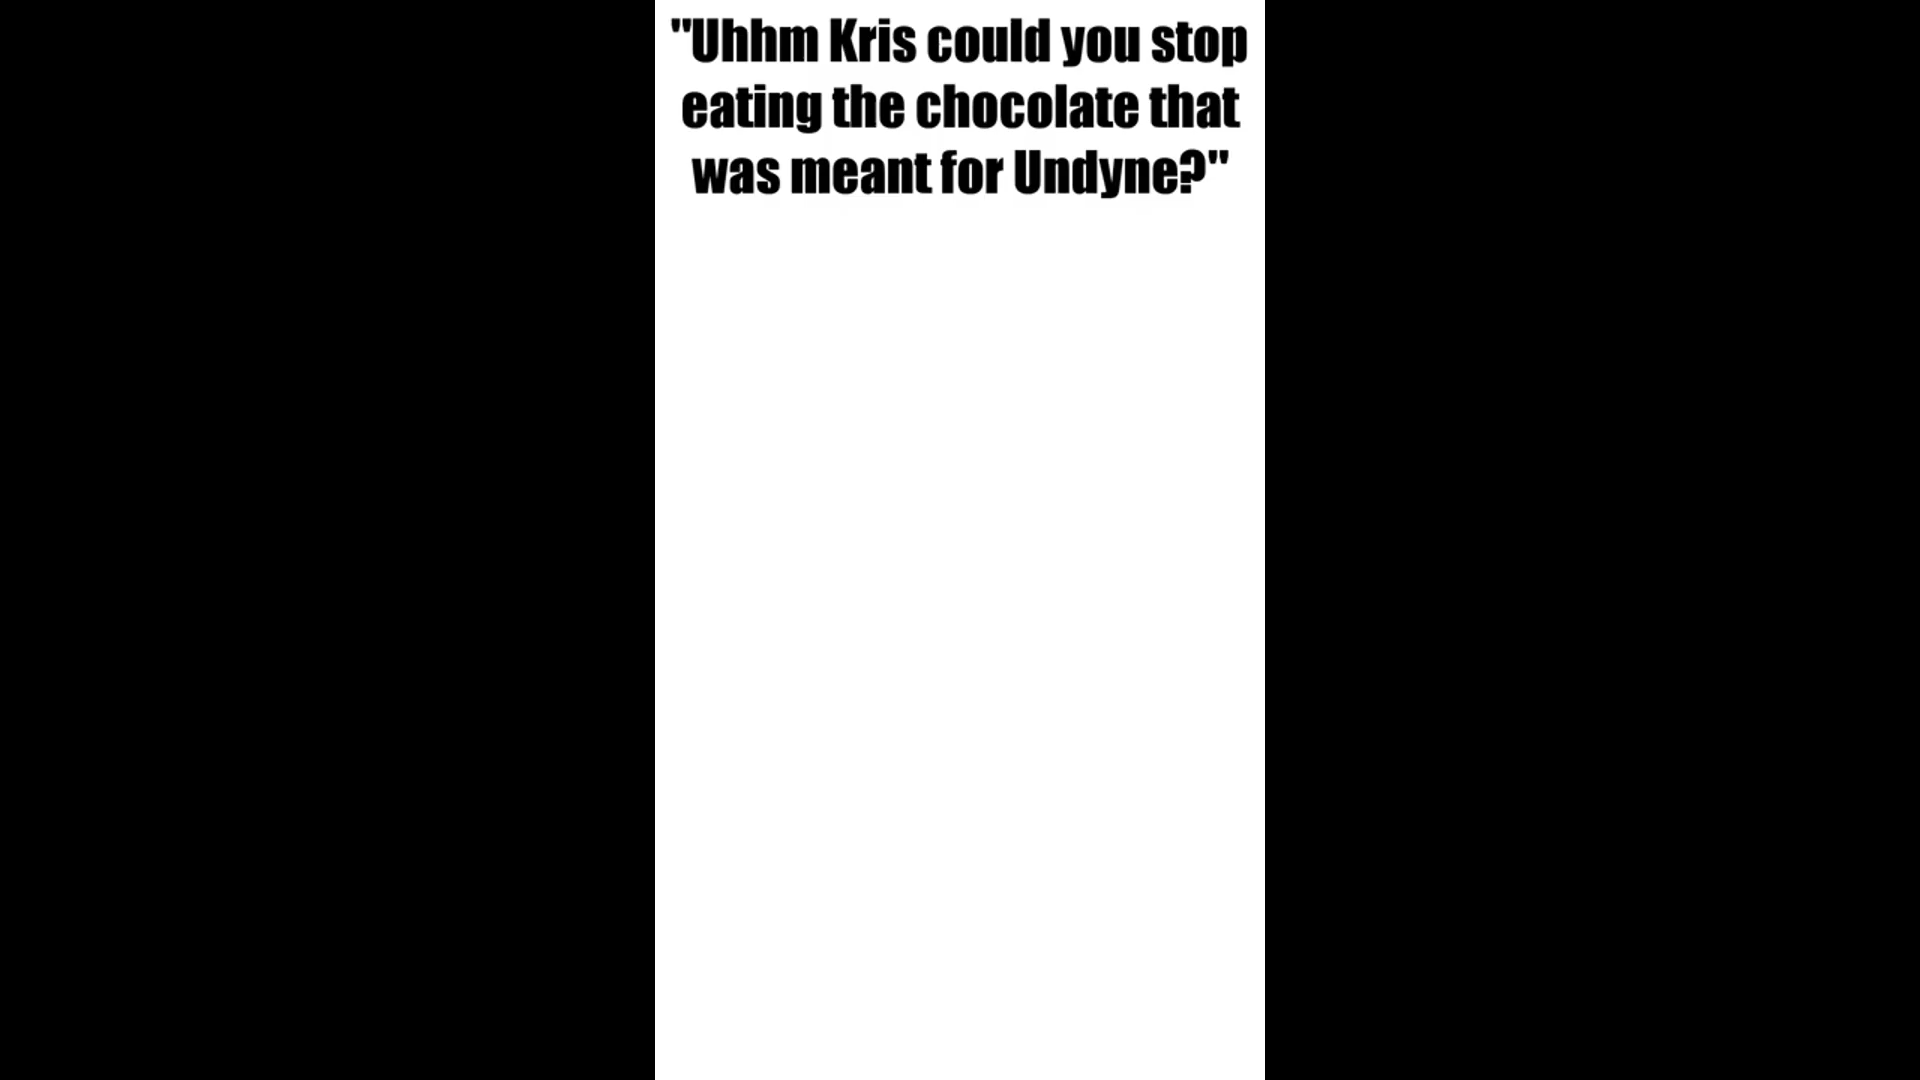 "Uhhm Kris could you stop
eating the chocolate that
was meant for Undyne?"